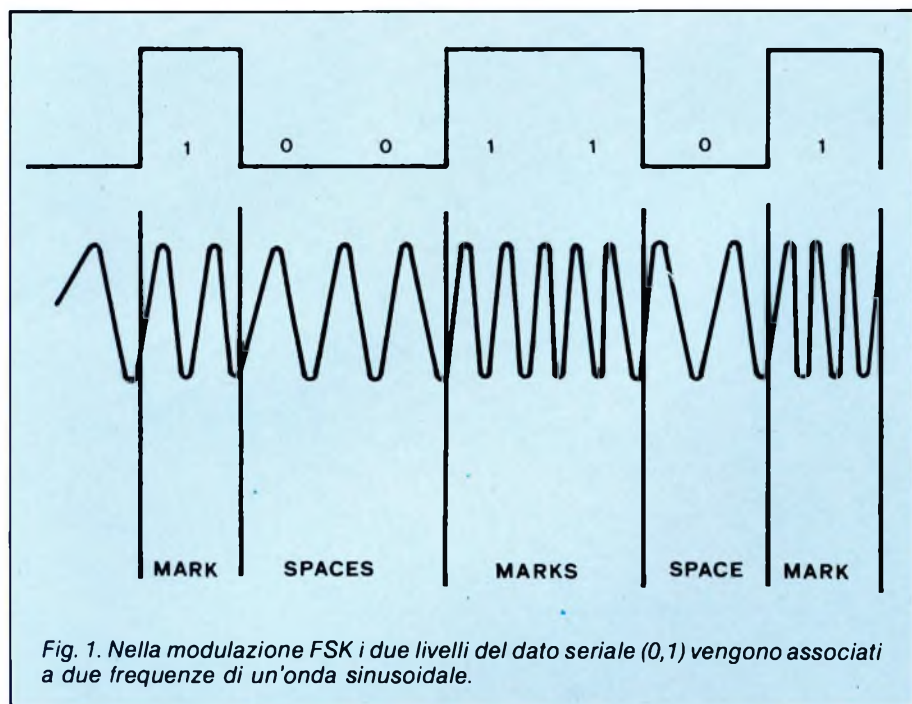 1 0 0 1 1 0 1
MARK SPACES MARKS SPACE MARK
Fig. 1. Nella modulazione FSK i due livelli del dato seriale (0,1) vengono associati
a due frequenze di un'onda sinusoidale.